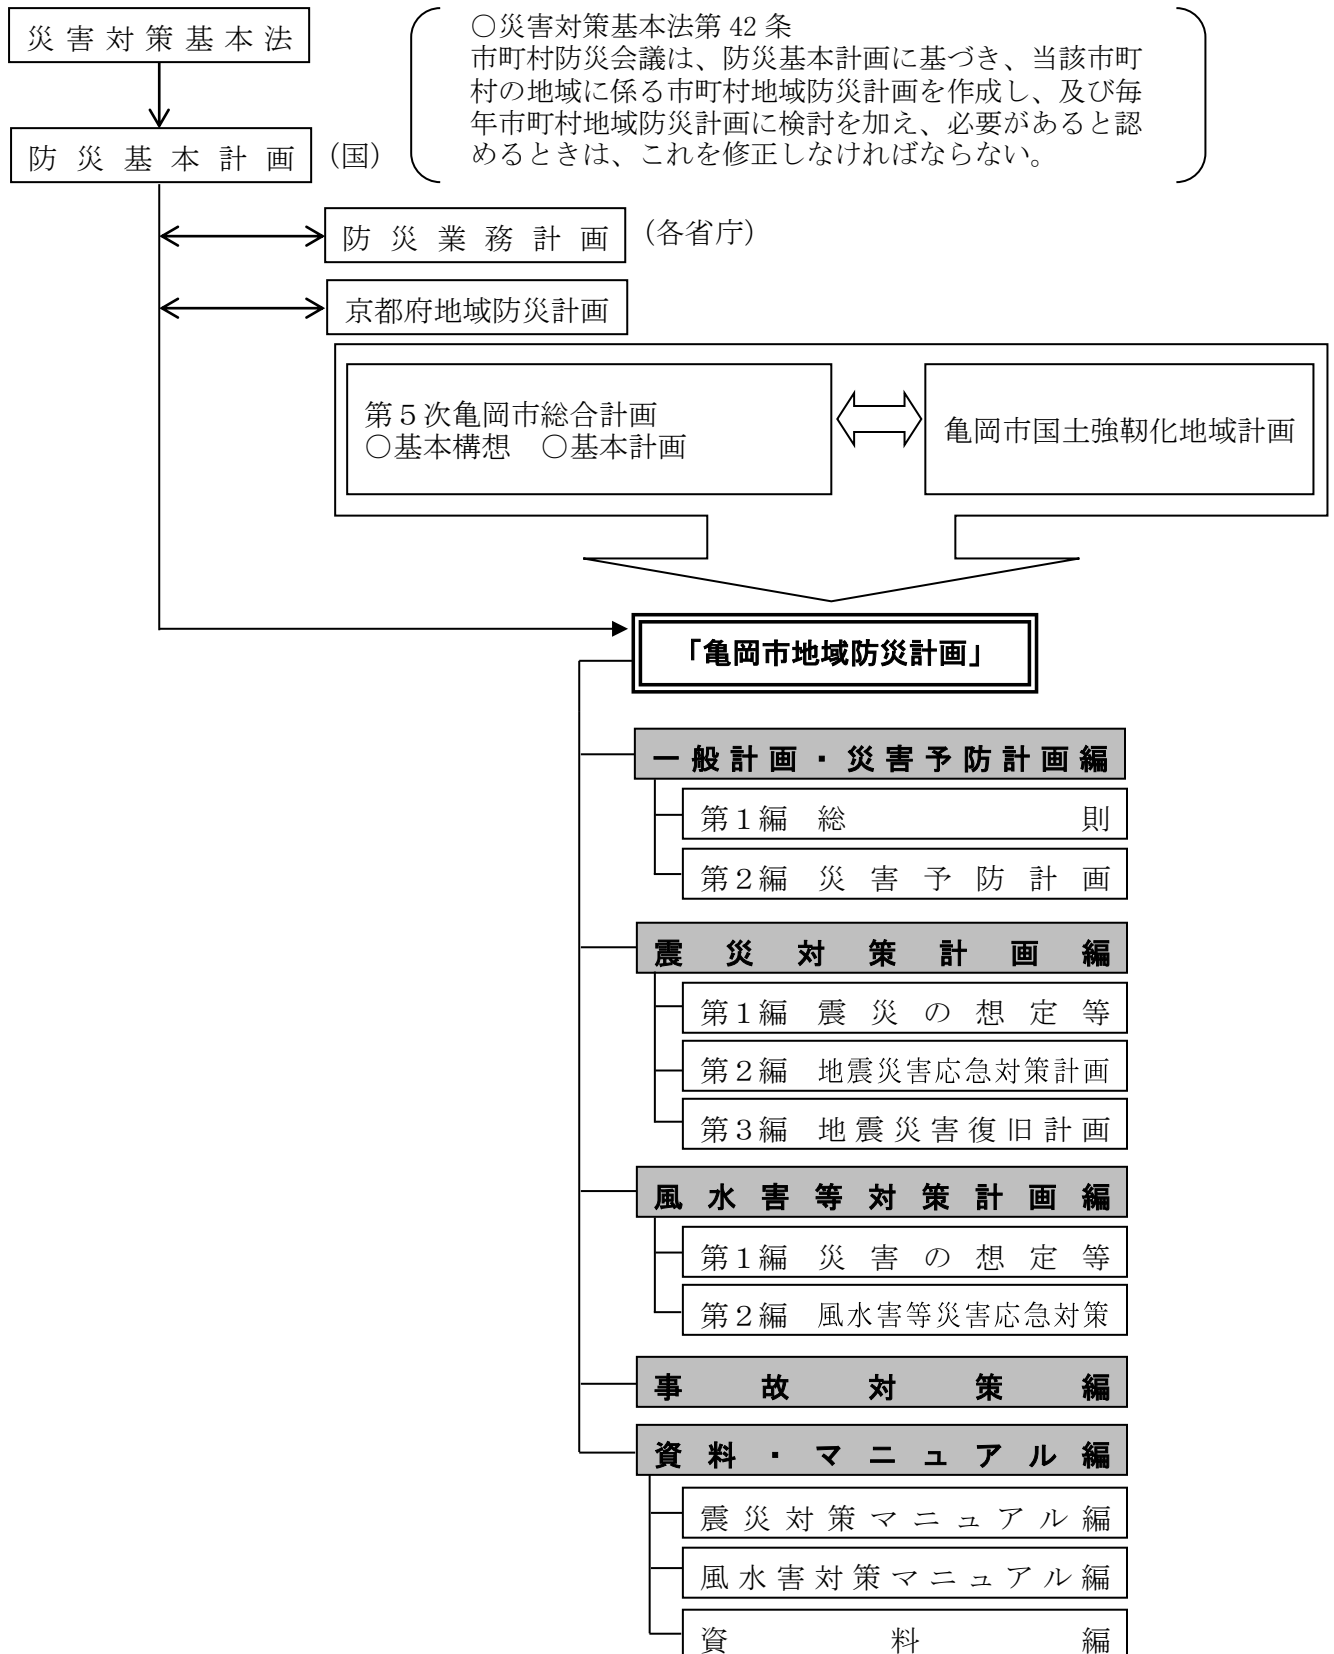 災害対策基本法
○災害対策基本法第42条
市町村防災会議は、防災基本計画に基づき、当該市町
村の地域に係る市町村地域防災計画を作成し、及び毎
年市町村地域防災計画に検討を加え、必要があると認
めるときは、これを修正しなければならない。
防災基本計画 (国)
防災業務計画 (各省庁)
京都府地域防災計画
第5次亀岡市総合計画
○基本構想 ○基本計画
亀岡市国土強靭化地域計画
「亀岡市地域防災計画」
一般計画・災害予防計画編
第1編 総則
第2編 災害予防計画
震災対策計画編
第1編 震災の想定等
第2編 地震災害応急対策計画
第3編 地震災害復旧計画
風水害等対策計画編
第1編 災害の想定等
第2編 風水害等災害応急対策
事故対策編
資料・マニュアル編
震災対策マニュアル編
風水害対策マニュアル編
資料編